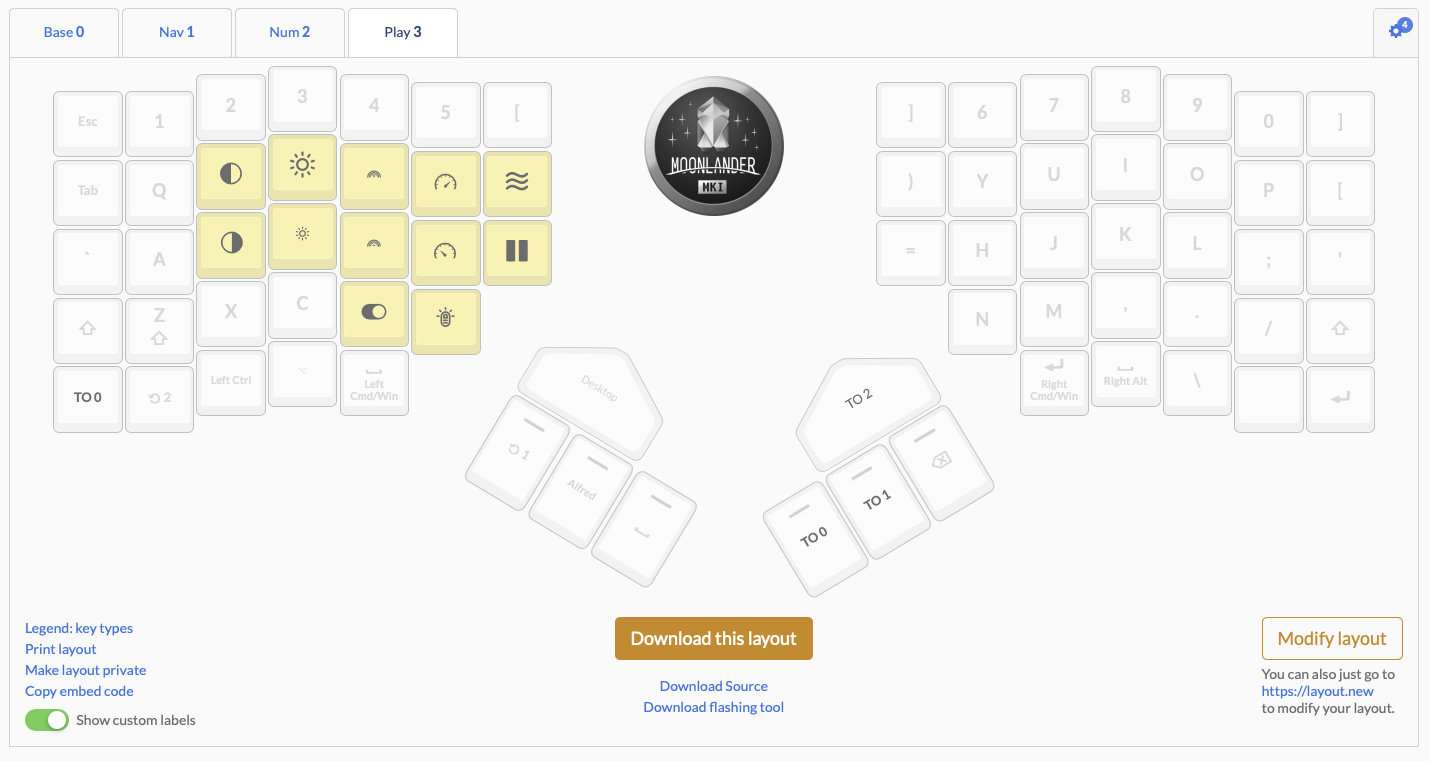 Base 0
Nav 1
Num 2
Play 3
4
Esc
1
2
3
4
5
[
]
6
7
8
9
0
]
Tab
Q
)
Y
U
I
O
P
[
`
A
=
H
J
K
L
;
'
Z
X
C
N
M
,
.
/
TO 0
2
Left Ctrl
⌥
Left
Cmd/Win
Right
Cmd/Win
Right Alt
\
Desktop
1
Alfred
TO 2
TO 1
TO 0
MOONLANDER
MKI
Legend: key types
Print layout
Make layout private
Copy embed code
Show custom labels
Download this layout
Download Source
Download flashing tool
Modify layout
You can also just go to
https://layout.new
to modify your layout.